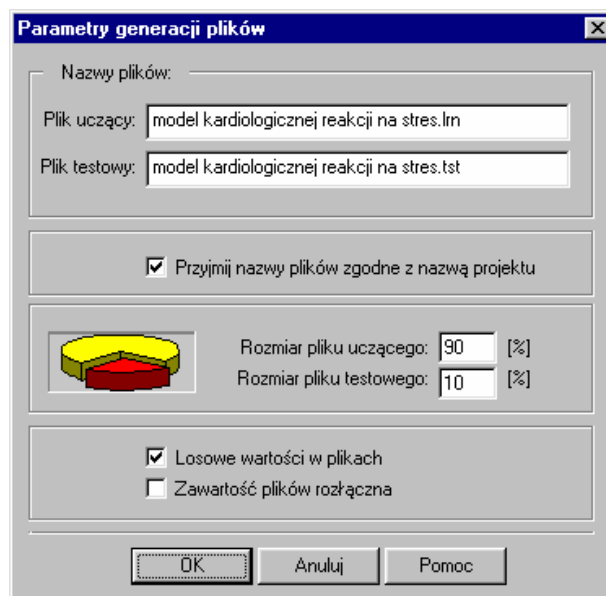 Parametry generacji plików
Nazwy plików:
Plik uczący: model kardiologicznej reakcji na stres.lrn
Plik testowy: model kardiologicznej reakcji na stres.tst
Przyjmij nazwy plików zgodne z nazwą projektu
Rozmiar pliku uczącego: 90 [%]
Rozmiar pliku testowego: 10 [%]
Losowe wartości w plikach
Zawartość plików rozłączna
OK Anuluj Pomoc